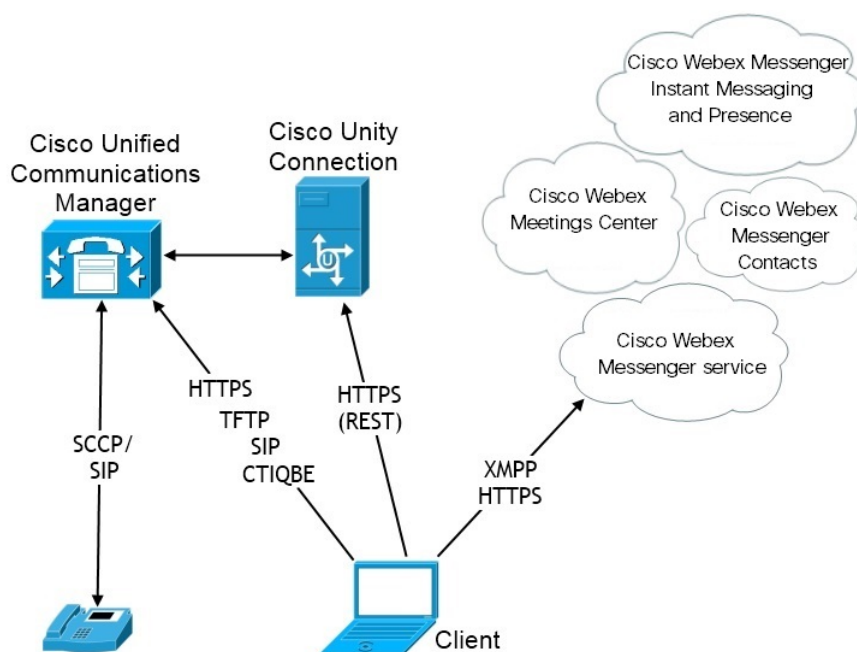 Cisco Webex Messenger
Instant Messaging
and Presence
Cisco Unified
Communications
Manager
Cisco Unity
Connection
Cisco Webex
Meetings Center
Cisco Webex
Messenger
Contacts
Cisco Webex
Messenger service
U
HTTPS
TFTP
SIP
CTIQBE
HTTPS
(REST)
SCCP/
SIP
XMPP
HTTPS
Client